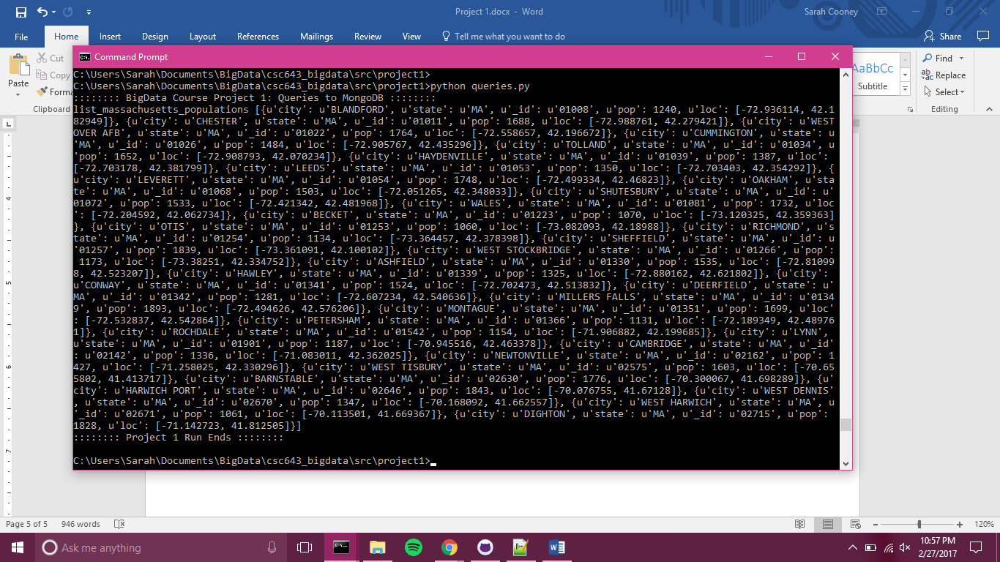 Project 1.docx - Word
Sarah Cooney
File Home Insert Design Layout References Mailings Review View Tell me what you want to do Share
Command Prompt
Cut
Copy
Forma
Paste
Clipboard
AaBbCc
Subtitle
Find
Replace
Select
Editing
C:\Users\Sarah\Documents\BigData\csc643_bigdata\src\project1>
C:\Users\Sarah\Documents\BigData\csc643_bigdata\src\project1>python queries.py
:::::::: BigData Course Project 1: Queries to MongoDB ::::::::
list_massachusetts_populations [{u'city': u'BLANDFORD', u'state': u'MA', u'_id': u'01008', u'pop': 1240, u'loc': [-72.936114, 42.1
82949]}, {u'city': u'CHESTER', u'state': u'MA', u'_id': u'01011', u'pop': 1688, u'loc': [-72.988761, 42.279421]}, {u'city': u'WEST
OVER AFB', u'state': u'MA', u'_id': u'01022', u'pop': 1764, u'loc': [-72.558657, 42.196672]}, {u'city': u'CUMMINGTON', u'state': u
'MA', u'_id': u'01026', u'pop': 1484, u'loc': [-72.905767, 42.435296]}, {u'city': u'TOLLAND', u'state': u'MA', u'_id': u'01034', u
'pop': 1652, u'loc': [-72.908793, 42.070234]}, {u'city': u'HAYDENVILLE', u'state': u'MA', u'_id': u'01039', u'pop': 1387, u'loc':
[-72.703178, 42.381799]}, {u'city': u'LEEDS', u'state': u'MA', u'_id': u'01053', u'pop': 1350, u'loc': [-72.703403, 42.354292]}, {
u'city': u'LEVERETT', u'state': u'MA', u'_id': u'01054', u'pop': 1748, u'loc': [-72.499334, 42.46823]}, {u'city': u'OAKHAM', u'sta
te': u'MA', u'_id': u'01068', u'pop': 1503, u'loc': [-72.051265, 42.348033]}, {u'city': u'SHUTESBURY', u'state': u'MA', u'_id': u'
01072', u'pop': 1533, u'loc': [-72.421342, 42.481968]}, {u'city': u'WALES', u'state': u'MA', u'_id': u'01081', u'pop': 1732, u'loc
': [-72.204592, 42.062734]}, {u'city': u'BECKET', u'state': u'MA', u'_id': u'01223', u'pop': 1070, u'loc': [-73.120325, 42.359363]
}, {u'city': u'OTIS', u'state': u'MA', u'_id': u'01253', u'pop': 1060, u'loc': [-73.082093, 42.18988]}, {u'city': u'RICHMOND', u's
tate': u'MA', u'_id': u'01254', u'pop': 1134, u'loc': [-73.364457, 42.378398]}, {u'city': u'SHEFFIELD', u'state': u'MA', u'_id': u
'01257', u'pop': 1839, u'loc': [-73.361091, 42.100102]}, {u'city': u'WEST STOCKBRIDGE', u'state': u'MA', u'_id': u'01266', u'pop':
1173, u'loc': [-73.38251, 42.334752]}, {u'city': u'ASHFIELD', u'state': u'MA', u'_id': u'01330', u'pop': 1535, u'loc': [-72.81099
8, 42.523207]}, {u'city': u'HAWLEY', u'state': u'MA', u'_id': u'01339', u'pop': 1325, u'loc': [-72.880162, 42.621802]}, {u'city':
u'CONWAY', u'state': u'MA', u'_id': u'01341', u'pop': 1524, u'loc': [-72.702473, 42.513832]}, {u'city': u'DEERFIELD', u'state': u'
MA', u'_id': u'01342', u'pop': 1281, u'loc': [-72.607234, 42.540636]}, {u'city': u'MILLERS FALLS', u'state': u'MA', u'_id': u'0134
9', u'pop': 1893, u'loc': [-72.494626, 42.576206]}, {u'city': u'MONTAGUE', u'state': u'MA', u'_id': u'01351', u'pop': 1699, u'loc'
: [-72.532837, 42.542864]}, {u'city': u'PETERSHAM', u'state': u'MA', u'_id': u'01366', u'pop': 1131, u'loc': [-72.189349, 42.48976
1]}, {u'city': u'ROCHDALE', u'state': u'MA', u'_id': u'01542', u'pop': 1154, u'loc': [-71.906882, 42.199685]}, {u'city': u'LYNN',
u'state': u'MA', u'_id': u'01901', u'pop': 1187, u'loc': [-70.945516, 42.463378]}, {u'city': u'CAMBRIDGE', u'state': u'MA', u'_id'
: u'02142', u'pop': 1336, u'loc': [-71.083011, 42.362025]}, {u'city': u'NEWTONVILLE', u'state': u'MA', u'_id': u'02162', u'pop': 1
427, u'loc': [-71.258025, 42.330296]}, {u'city': u'WEST TISBURY', u'state': u'MA', u'_id': u'02575', u'pop': 1603, u'loc': [-70.65
5802, 41.413717]}, {u'city': u'BARNSTABLE', u'state': u'MA', u'_id': u'02630', u'pop': 1776, u'loc': [-70.300067, 41.698289]}, {u'
city': u'HARWICH PORT', u'state': u'MA', u'_id': u'02646', u'pop': 1843, u'loc': [-70.076755, 41.67128]}, {u'city': u'WEST DENNIS'
, u'state': u'MA', u'_id': u'02670', u'pop': 1347, u'loc': [-70.168092, 41.662557]}, {u'city': u'WEST HARWICH', u'state': u'MA', u
'_id': u'02671', u'pop': 1061, u'loc': [-70.113501, 41.669367]}, {u'city': u'DIGHTON', u'state': u'MA', u'_id': u'02715', u'pop':
1828, u'loc': [-71.142723, 41.812505]}]
:::::::: Project 1 Run Ends ::::::::
C:\Users\Sarah\Documents\BigData\csc643_bigdata\src\project1>
4
5
6
7
Page 5 of 5 946 words
120%
Ask me anything
10:57 PM
2/27/2017